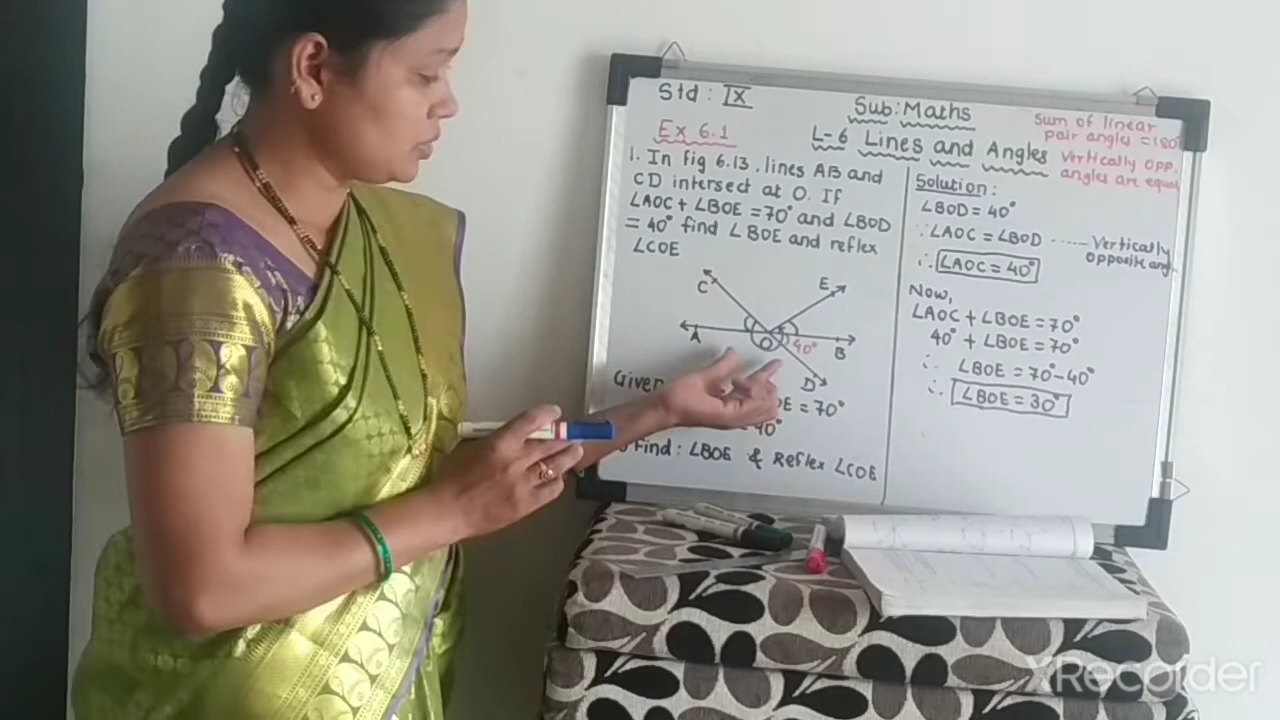 Std : IX
Sub: Maths
Ex 6.1
L-6 Lines and Angles
Sum of linear
pair angles = 180°
Vertically opp.
angles are equal
1. In fig 6.13, lines AB and
CD intersect at O. If
∠AOC + ∠BOE = 70° and ∠BOD
= 40° find ∠BOE and reflex
∠COE
C
E
A
O
40°
B
D
Given
OE = 70°
= 40°
Find : ∠BOE & Reflex ∠COE
Solution:
∠BOD = 40°
∵ ∠AOC = ∠BOD ...... Vertically
opposite ang
∴ ∠AOC = 40°
Now,
∠AOC + ∠BOE = 70°
40° + ∠BOE = 70°
∴ ∠BOE = 70° - 40°
∴ ∠BOE = 30°
XRecorder